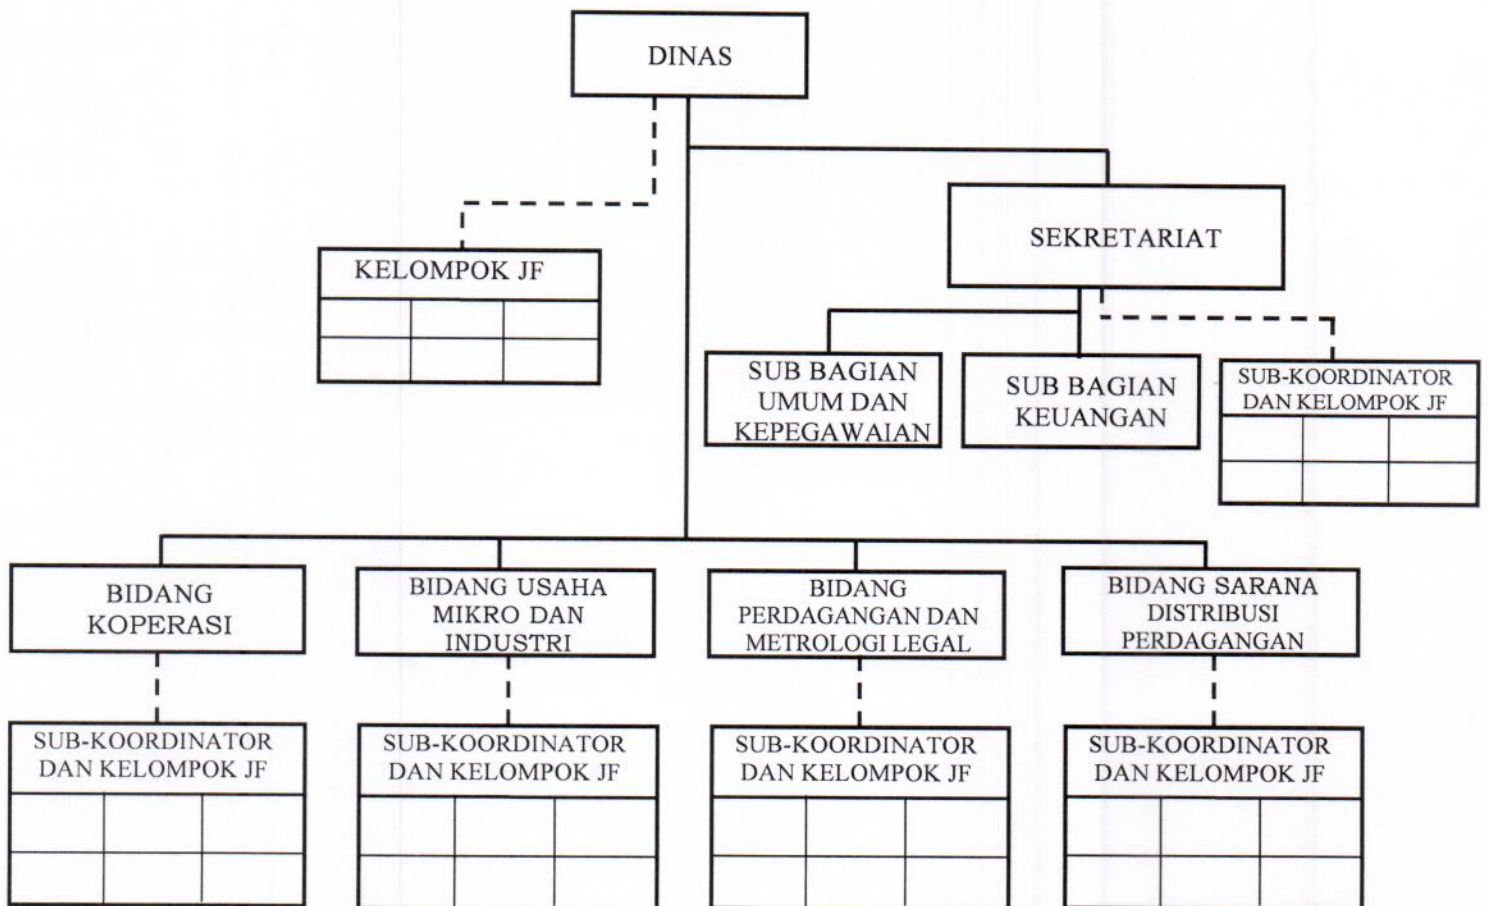 DINAS
SEKRETARIAT
KELOMPOK JF
SUB BAGIAN
UMUM DAN
KEPEGAWAIAN
SUB BAGIAN
KEUANGAN
SUB-KOORDINATOR
DAN KELOMPOK JF
BIDANG
KOPERASI
BIDANG USAHA
MIKRO DAN
INDUSTRI
BIDANG
PERDAGANGAN DAN
METROLOGI LEGAL
BIDANG SARANA
DISTRIBUSI
PERDAGANGAN
SUB-KOORDINATOR
DAN KELOMPOK JF
SUB-KOORDINATOR
DAN KELOMPOK JF
SUB-KOORDINATOR
DAN KELOMPOK JF
SUB-KOORDINATOR
DAN KELOMPOK JF